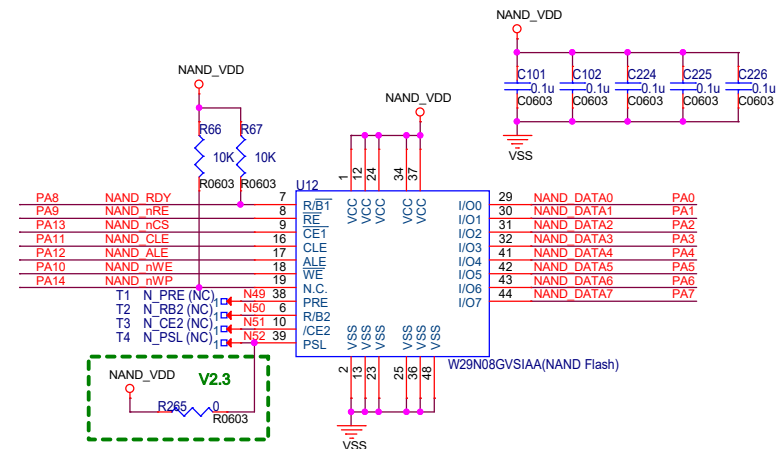 NAND_VDD
C101 C102 C224 C225 C226
0.1u 0.1u 0.1u 0.1u 0.1u
C0603 C0603 C0603 C0603 C0603
VSS
NAND_VDD
R66 R67
10K 10K
R0603 R0603
NAND_VDD
U12
1 12 24 34 37
VCC VCC VCC VCC VCC
PA8 NAND_RDY 7 R/B1 I/O0 29 NAND_DATA0 PA0
PA9 NAND_nRE 8 RE I/O1 30 NAND_DATA1 PA1
PA13 NAND_nCS 9 CE1 I/O2 31 NAND_DATA2 PA2
PA11 NAND_CLE 16 CLE I/O3 32 NAND_DATA3 PA3
PA12 NAND_ALE 17 ALE I/O4 41 NAND_DATA4 PA4
PA10 NAND_nWE 18 WE I/O5 42 NAND_DATA5 PA5
PA14 NAND_nWP 19 N.C. I/O6 43 NAND_DATA6 PA6
T1 N_PRE (NC) 1 N49 38 PRE I/O7 44 NAND_DATA7 PA7
T2 N_RB2 (NC) 1 N50 6 R/B2
T3 N_CE2 (NC) 1 N51 10 /CE2
T4 N_PSL (NC) 1 N52 39 PSL
VSS VSS VSS VSS VSS VSS
2 13 23 25 36 48
W29N08GVSIAA(NAND Flash)
VSS
NAND_VDD V2.3
R265 0
R0603